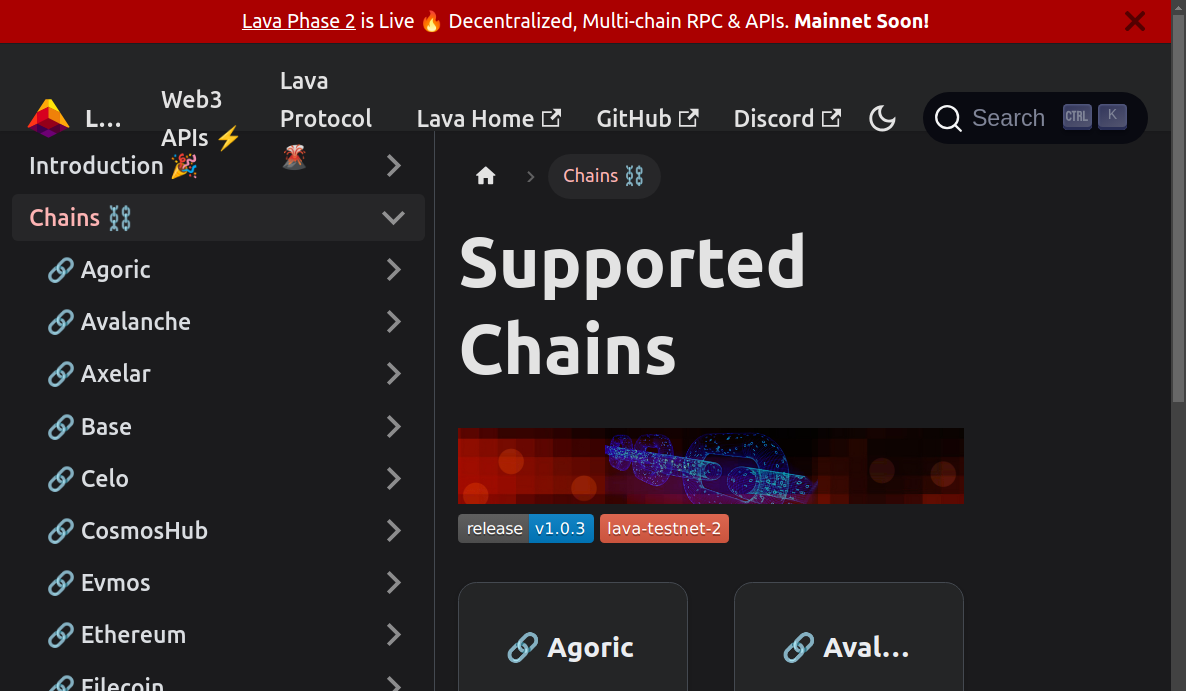 Lava Phase 2 is Live 🔥 Decentralized, Multi-chain RPC & APIs. Mainnet Soon!
L…
Web3
APIs ⚡
Lava
Protocol
🌋
Lava Home
GitHub
Discord
Search
CTRL
K
Introduction 🎉
Chains ⛓️
🔗 Agoric
🔗 Avalanche
🔗 Axelar
🔗 Base
🔗 Celo
🔗 CosmosHub
🔗 Evmos
🔗 Ethereum
🔗 Filecoin
Chains ⛓️
Supported
Chains
release v1.0.3
lava-testnet-2
🔗 Agoric
🔗 Aval…